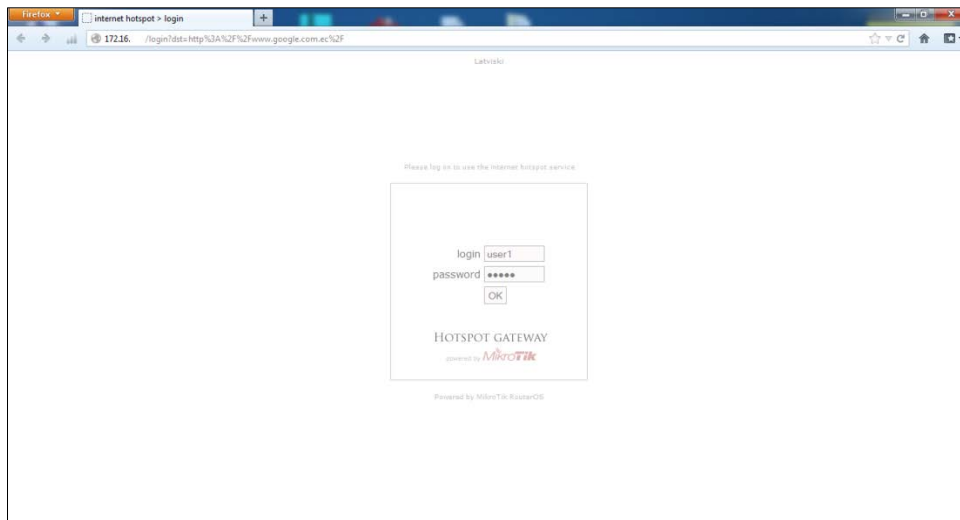 Firefox
internet hotspot > login
172.16. /login?dst=http%3A%2F%2Fwww.google.com.ec%2F
Latviski
Please log on to use the internet hotspot service
login user1
password •••••
OK
HOTSPOT GATEWAY
powered by MikroTik
Powered by MikroTik RouterOS